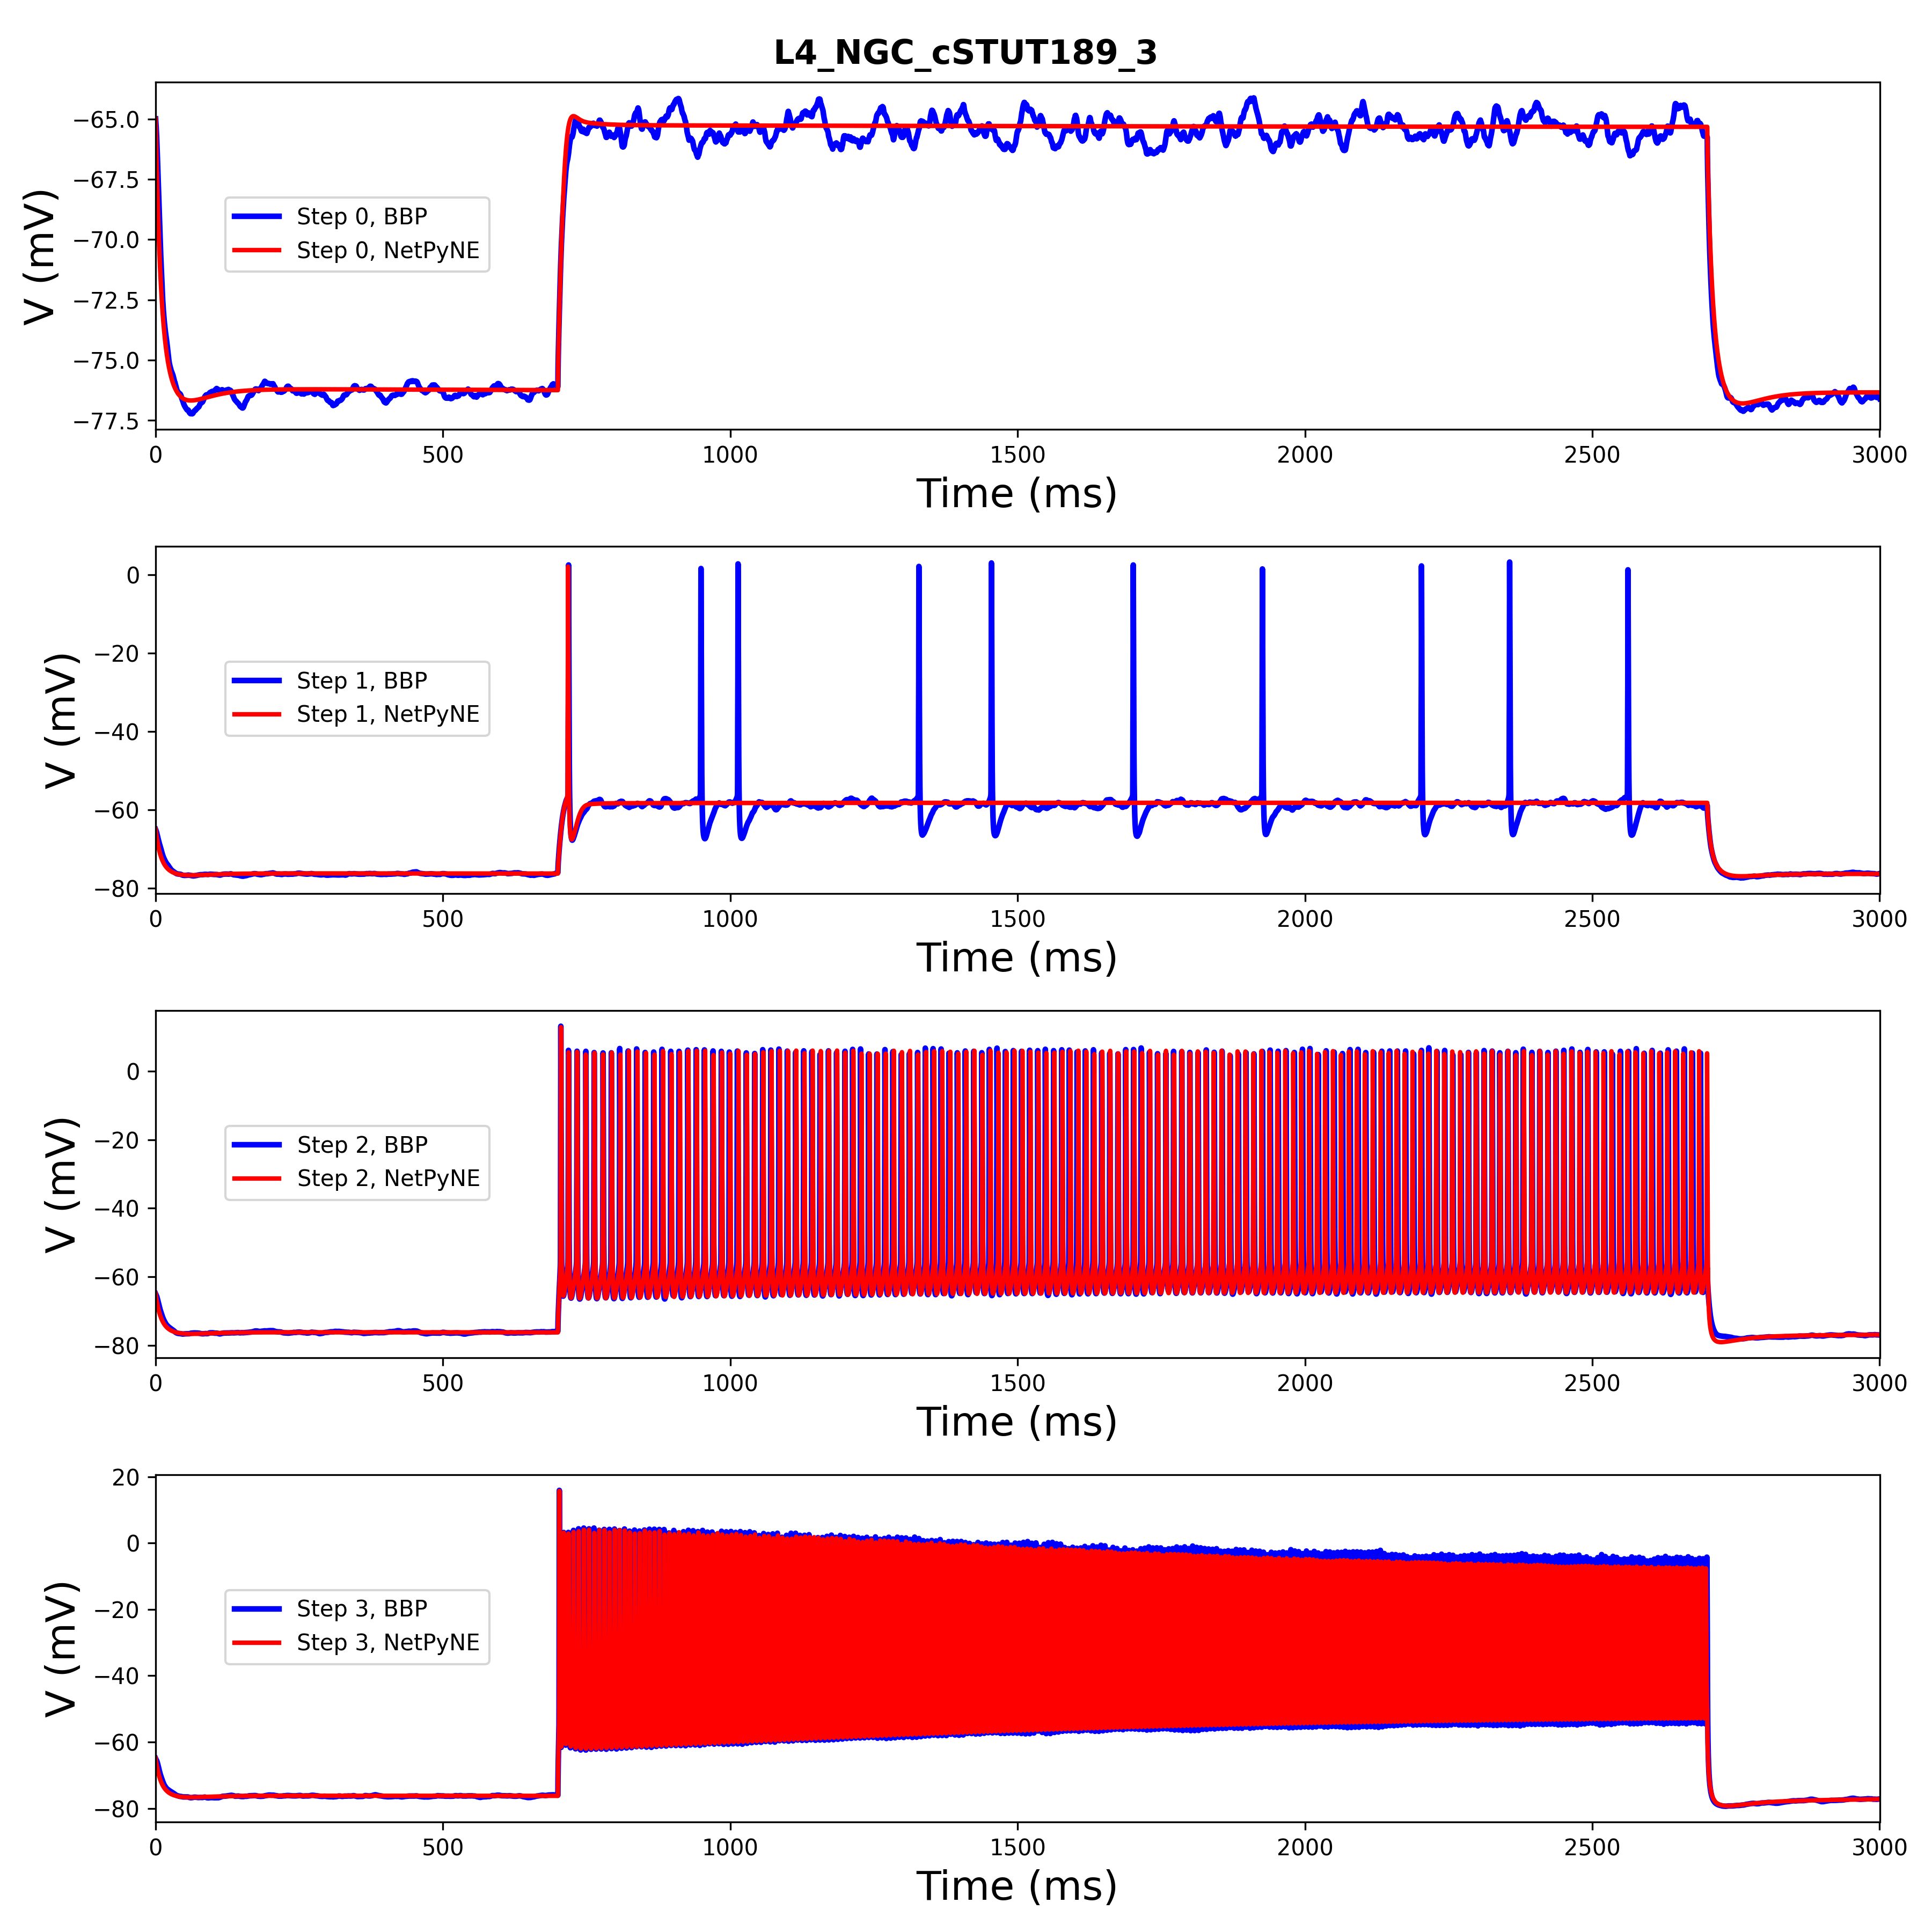 L4_NGC_cSTUT189_3
V (mV)
−65.0
−67.5
−70.0
−72.5
−75.0
−77.5
Step 0, BBP
Step 0, NetPyNE
0 500 1000 1500 2000 2500 3000
Time (ms)
V (mV)
0
−20
−40
−60
−80
Step 1, BBP
Step 1, NetPyNE
0 500 1000 1500 2000 2500 3000
Time (ms)
V (mV)
0
−20
−40
−60
−80
Step 2, BBP
Step 2, NetPyNE
0 500 1000 1500 2000 2500 3000
Time (ms)
V (mV)
20
0
−20
−40
−60
−80
Step 3, BBP
Step 3, NetPyNE
0 500 1000 1500 2000 2500 3000
Time (ms)